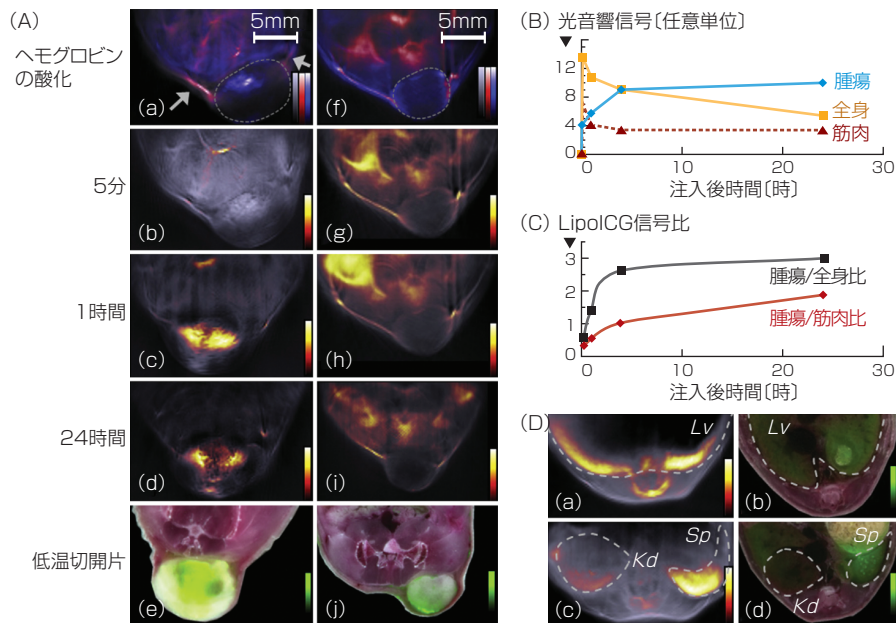 (A)
ヘモグロビン
の酸化
5mm
5mm
(a)
(f)
5分
(b)
(g)
1時間
(c)
(h)
24時間
(d)
(i)
低温切開片
(e)
(j)
(B) 光音響信号〔任意単位〕
12
8
4
0
0
10
20
30
腫瘍
全身
筋肉
注入後時間〔時〕
(C) LipoICG信号比
3
2
1
0
0
10
20
30
腫瘍/全身比
腫瘍/筋肉比
注入後時間〔時〕
(D)
Lv
(a)
Lv
(b)
Kd
Sp
(c)
Sp
Kd
(d)